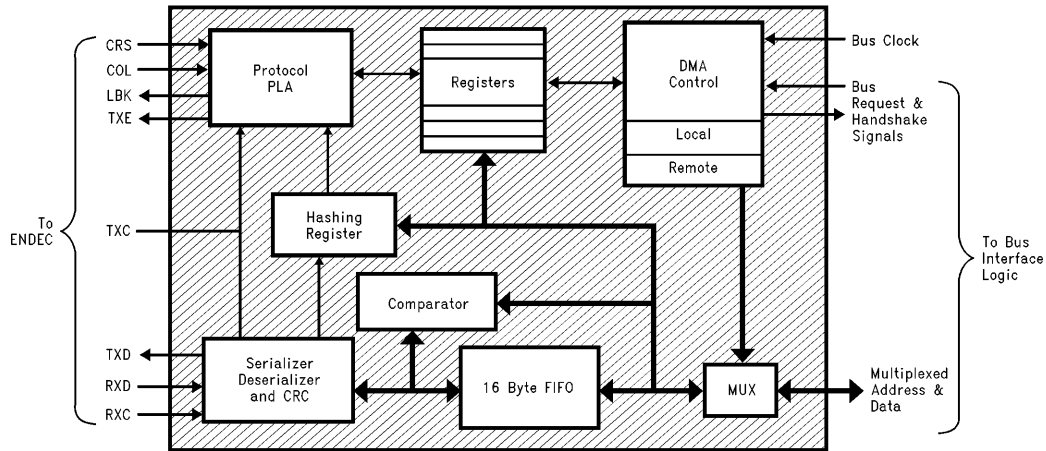 CRS
COL
LBK
TXE
To
ENDEC
TXC
TXD
RXD
RXC
Protocol
PLA
Registers
DMA
Control
Local
Remote
Hashing
Register
Comparator
Serializer
Deserializer
and CRC
16 Byte FIFO
MUX
Bus Clock
Bus
Request &
Handshake
Signals
To Bus
Interface
Logic
Multiplexed
Address &
Data